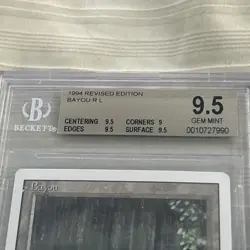 1994 REVISED EDITION
BAYOU R L
CENTERING 9.5 CORNERS 9
EDGES 9.5 SURFACE 9.5
9.5
GEM MINT
0010727990
B
BECKETT
Bayou